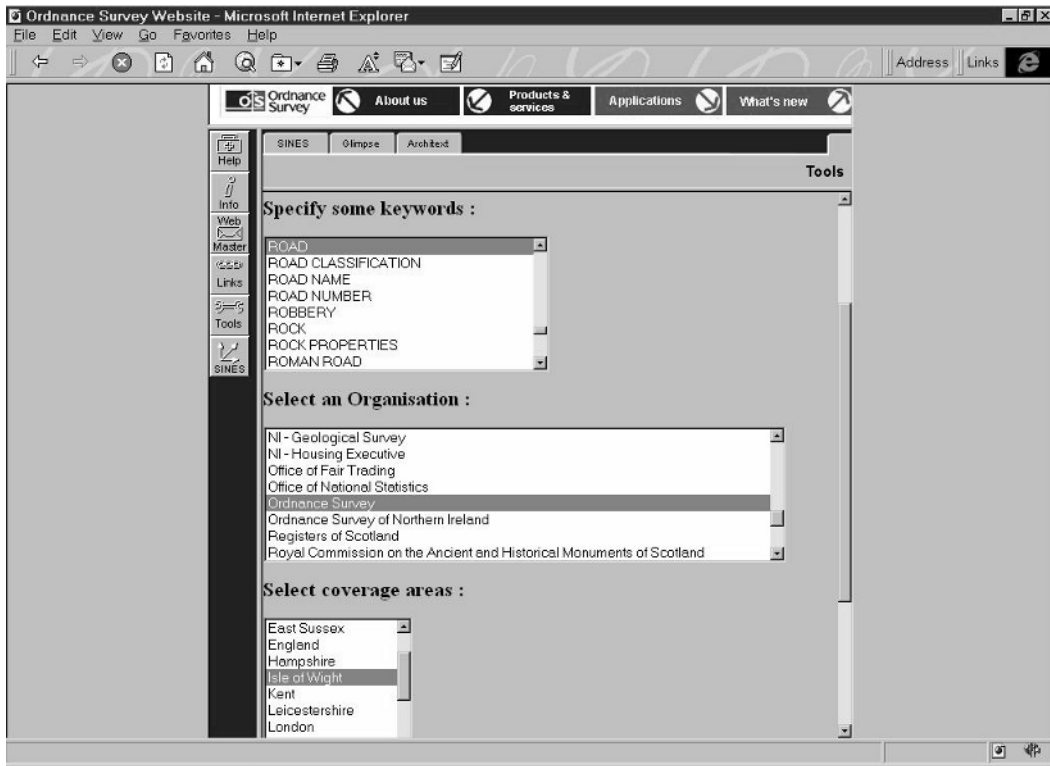 Ordnance Survey Website - Microsoft Internet Explorer
File Edit View Go Favorites Help
Address Links
Ordnance Survey
About us
Products & services
Applications
What's new
SINES Glimpse Architext
Tools
Help
Info
Web Master
Links
Tools
SINES
Specify some keywords :
ROAD
ROAD CLASSIFICATION
ROAD NAME
ROAD NUMBER
ROBBERY
ROCK
ROCK PROPERTIES
ROMAN ROAD
Select an Organisation :
NI - Geological Survey
NI - Housing Executive
Office of Fair Trading
Office of National Statistics
Ordnance Survey
Ordnance Survey of Northern Ireland
Registers of Scotland
Royal Commission on the Ancient and Historical Monuments of Scotland
Select coverage areas :
East Sussex
England
Hampshire
Isle of Wight
Kent
Leicestershire
London